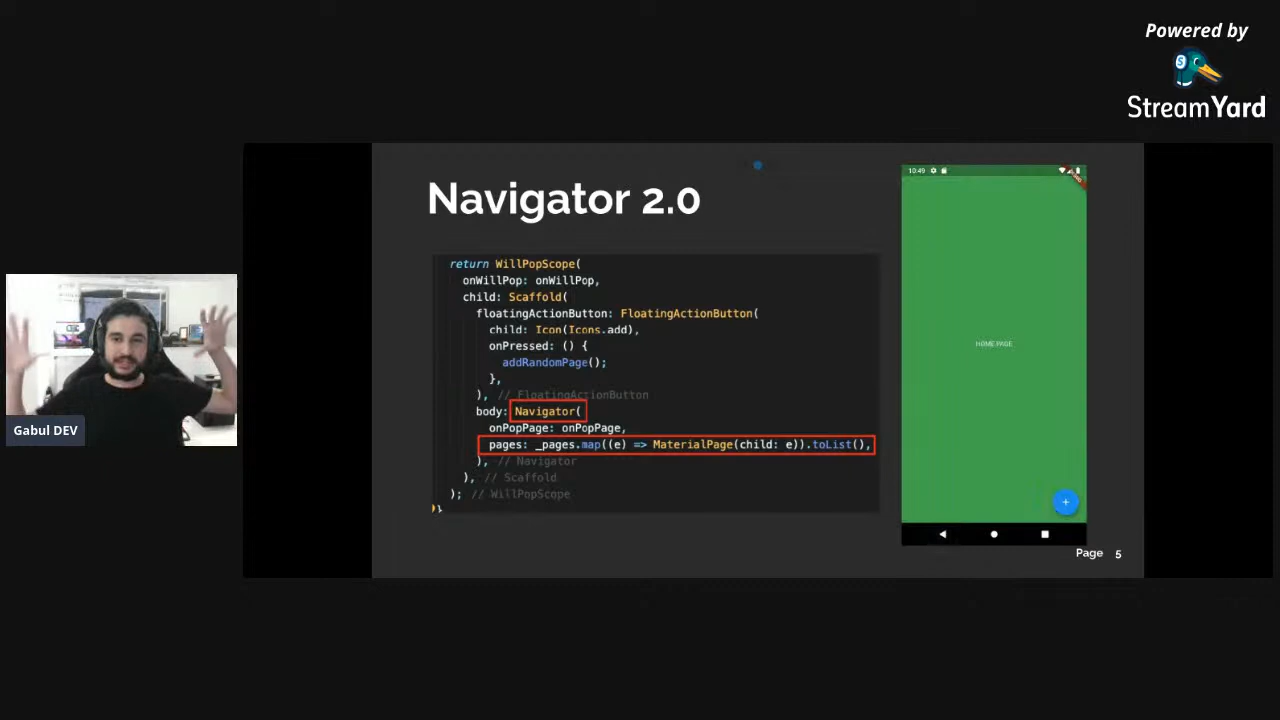 Powered by
StreamYard
Navigator 2.0
return WillPopScope(
onWillPop: onWillPop,
child: Scaffold(
floatingActionButton: FloatingActionButton(
child: Icon(Icons.add),
onPressed: () {
addRandomPage();
},
), // FloatingActionButton
body: Navigator(
onPopPage: onPopPage,
pages: _pages.map((e) => MaterialPage(child: e)).toList(),
), // Navigator
), // Scaffold
); // WillPopScope
}
10:49
HOME PAGE
+
Page 5
Gabul DEV